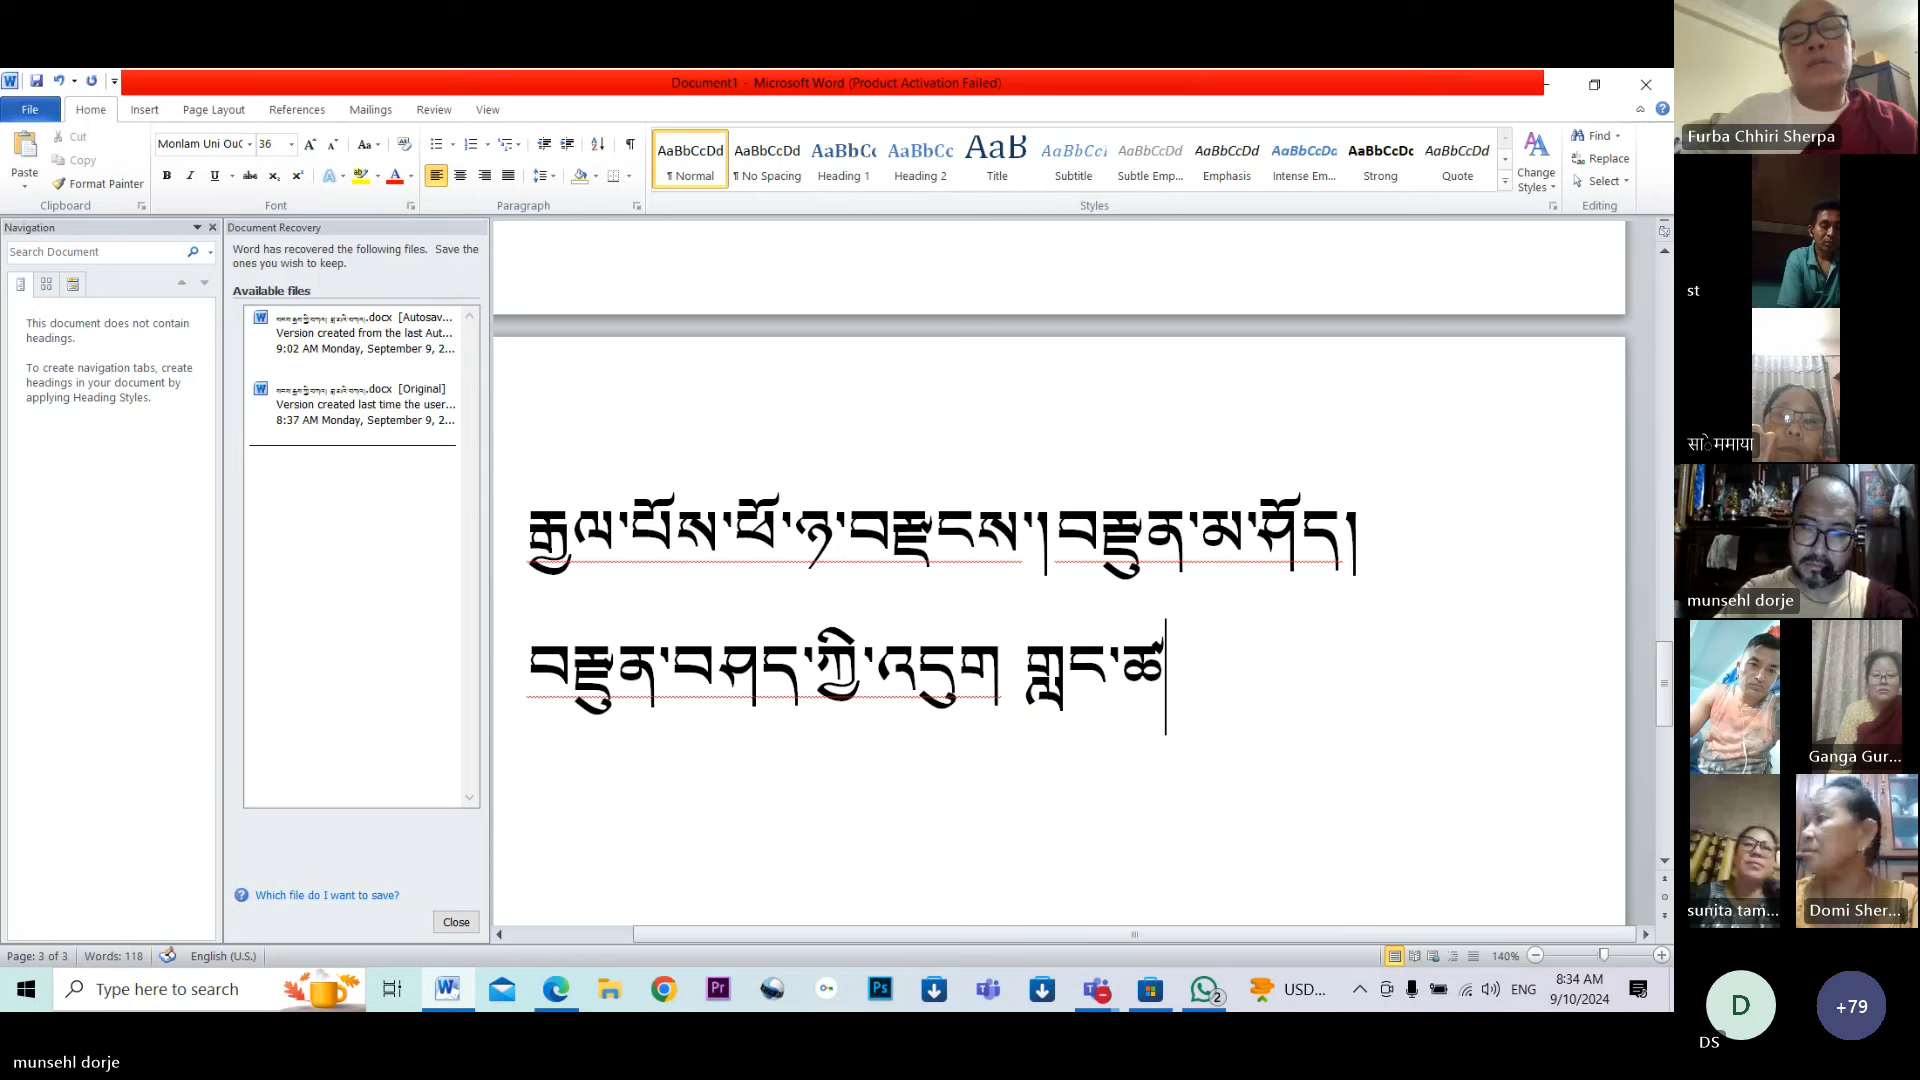 Document1 - Microsoft Word (Product Activation Failed)
File Home Insert Page Layout References Mailings Review View
Cut
Copy
Format Painter
Paste
Clipboard
Monlam Uni Ouc 36
Font
Paragraph
AaBbCcDd AaBbCcDd AaBbCc AaBbCc AaB AaBbCcI AaBbCcDd AaBbCcDd AaBbCcDc AaBbCcDc AaBbCcDd
¶ Normal ¶ No Spacing Heading 1 Heading 2 Title Subtitle Subtle Emp... Emphasis Intense Em... Strong Quote
Styles
Change Styles
Find
Replace
Select
Editing
Navigation
Search Document
This document does not contain headings.
To create navigation tabs, create headings in your document by applying Heading Styles.
Document Recovery
Word has recovered the following files. Save the ones you wish to keep.
Available files
.docx [Autosav...
Version created from the last Aut...
9:02 AM Monday, September 9, 2...
.docx [Original]
Version created last time the user...
8:37 AM Monday, September 9, 2...
Which file do I want to save?
Close
རྒྱལ་པོས་ཕོ་ཉ་བརྫངས་། བརྫུན་མ་ཤོད།
བརྫུན་བཤད་ཀྱི་འདུག གླང་ཚ
Page: 3 of 3 Words: 118 English (U.S.) 140%
Type here to search
USD...
ENG
8:34 AM
9/10/2024
Furba Chhiri Sherpa
st
साेममाया
munsehl dorje
Ganga Gur...
sunita tam...
Domi Sher...
D
DS
+79
munsehl dorje